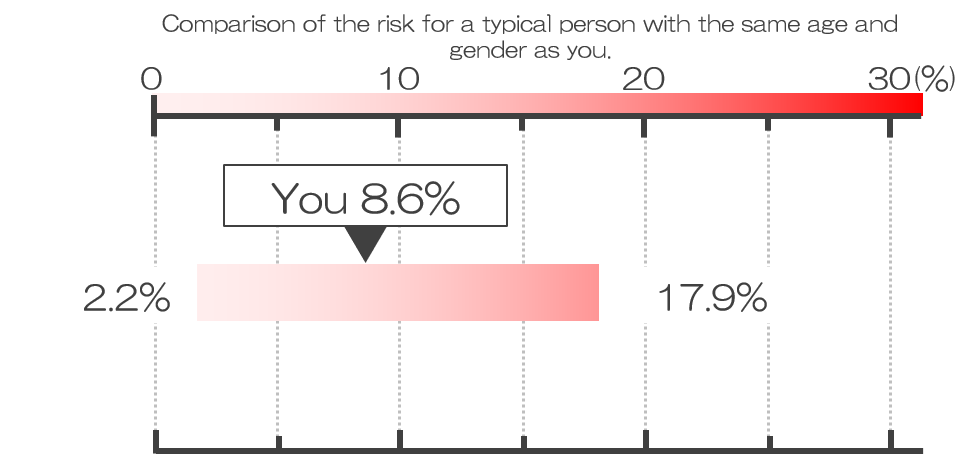 Comparison of the risk for a typical person with the same age and
gender as you.
0 10 20 30(%)
You 8.6%
2.2% 17.9%